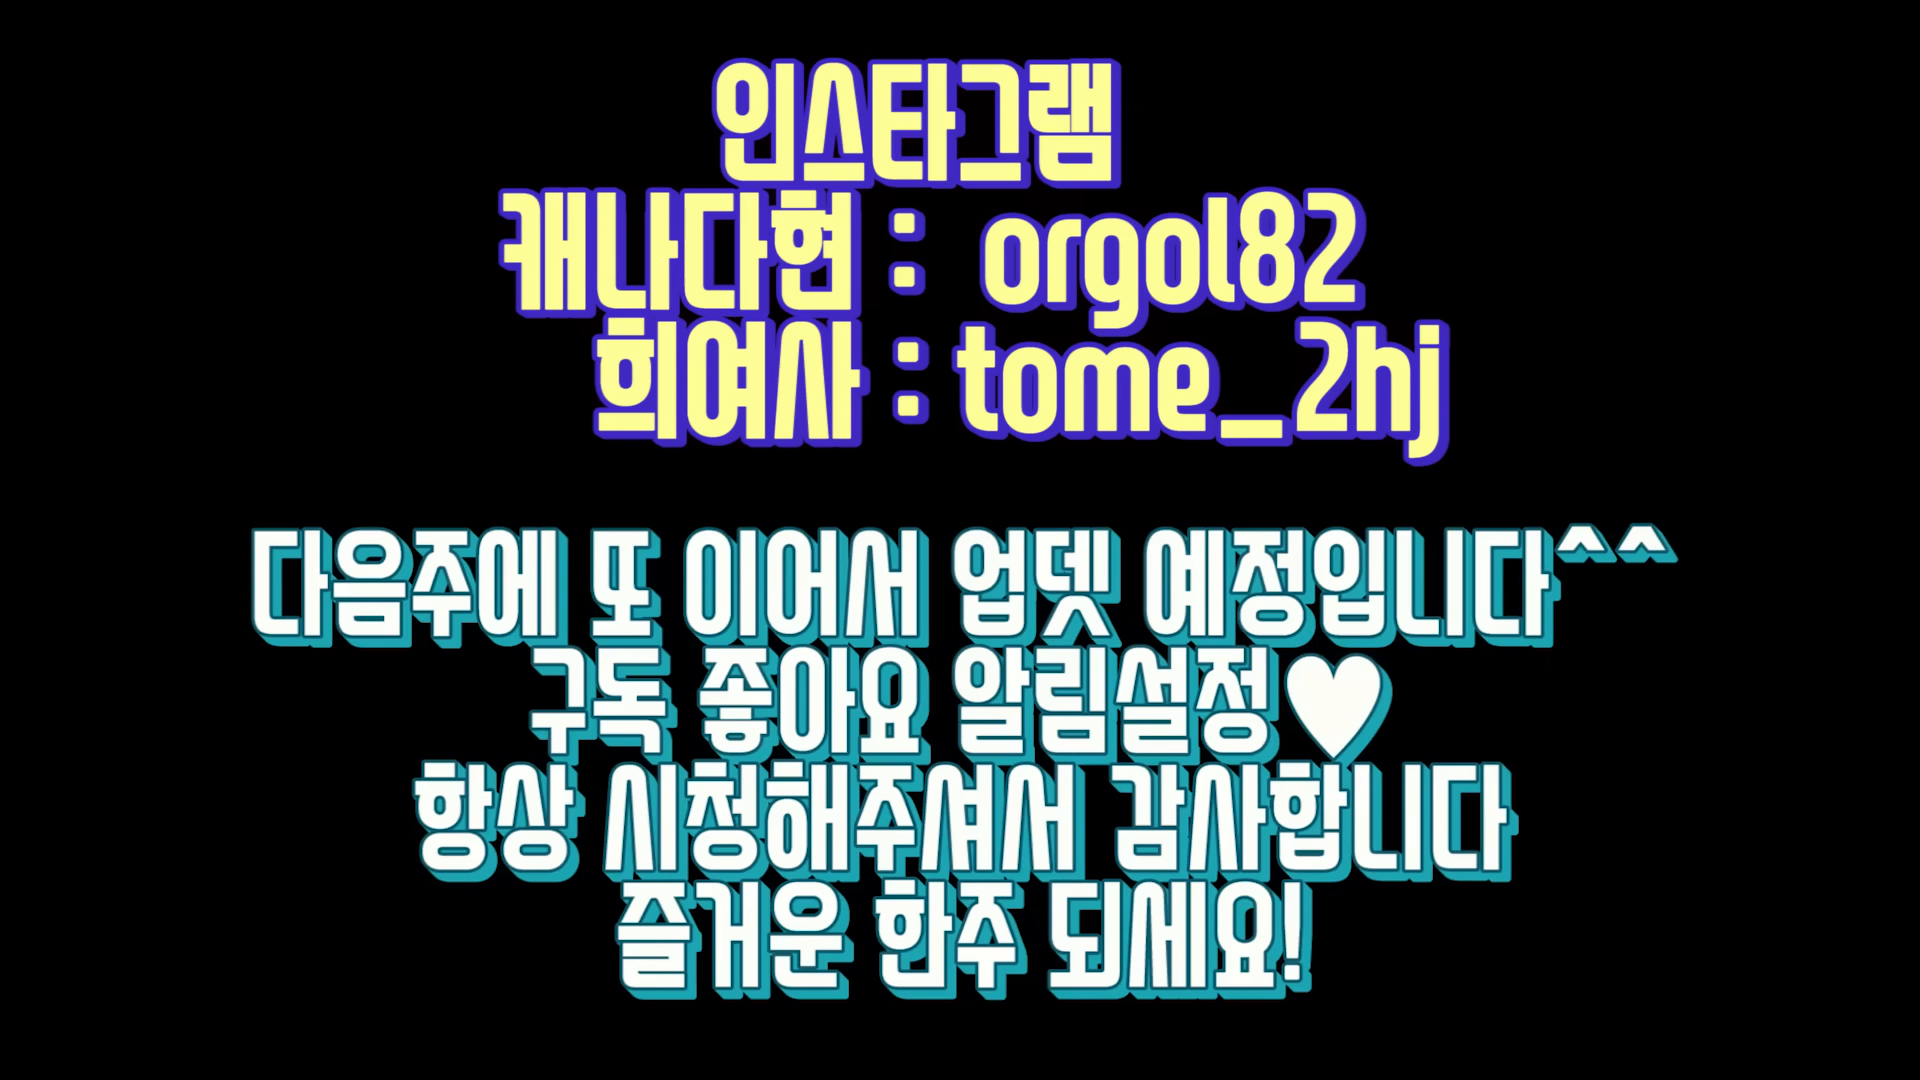 인스타그램
캐나다현 : orgol82
희여사 : tome_2hj
다음주에 또 이어서 업뎃 예정입니다^^
구독 좋아요 알림설정♥
항상 시청해주셔서 감사합니다
즐거운 한주 되세요!